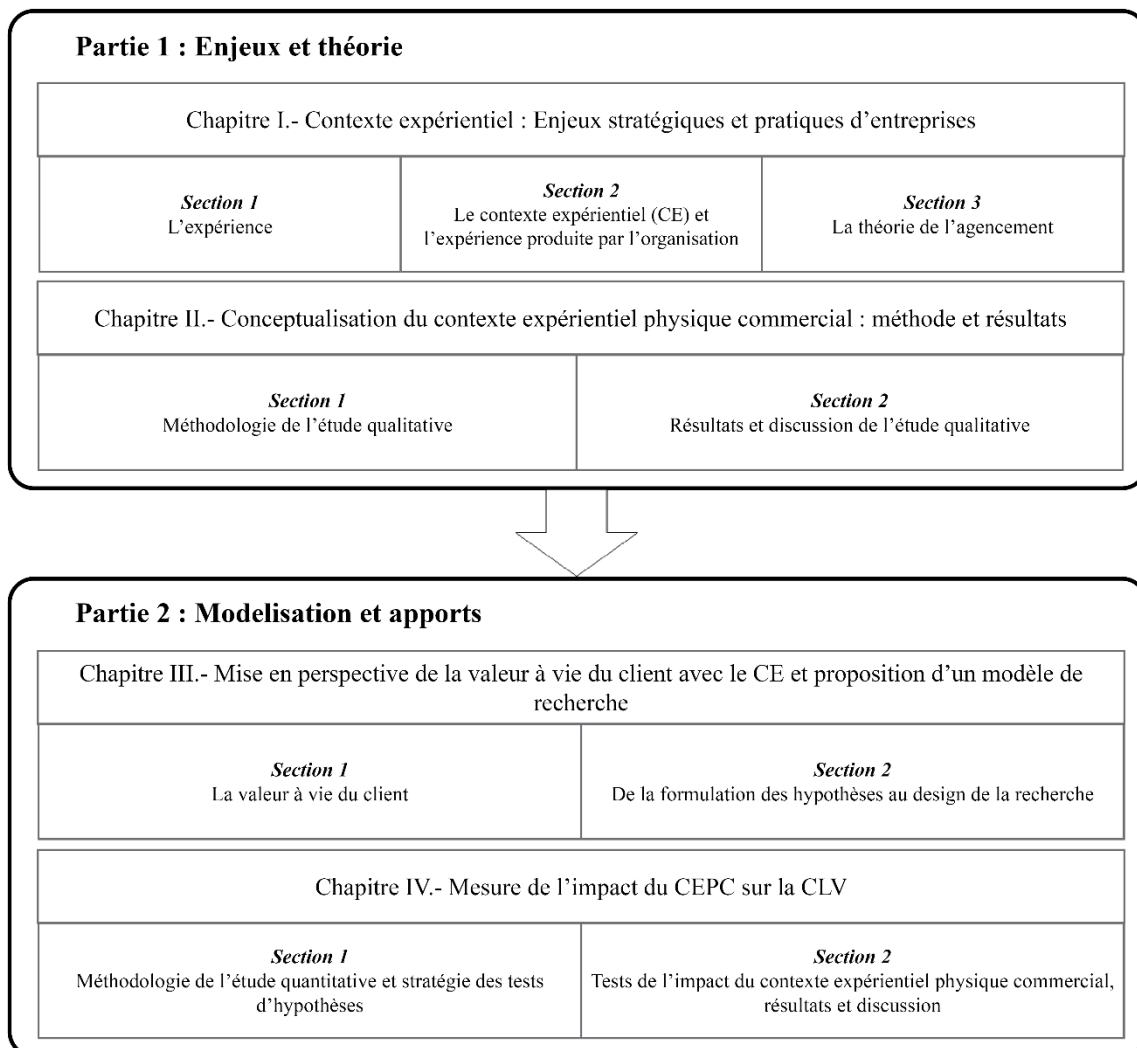 Partie 1 : Enjeux et théorie
Chapitre I.- Contexte expérientiel : Enjeux stratégiques et pratiques d’entreprises
Section 1
L’expérience
Section 2
Le contexte expérientiel (CE) et
l’expérience produite par l’organisation
Section 3
La théorie de l’agencement
Chapitre II.- Conceptualisation du contexte expérientiel physique commercial : méthode et résultats
Section 1
Méthodologie de l’étude qualitative
Section 2
Résultats et discussion de l’étude qualitative
Partie 2 : Modelisation et apports
Chapitre III.- Mise en perspective de la valeur à vie du client avec le CE et proposition d’un modèle de
recherche
Section 1
La valeur à vie du client
Section 2
De la formulation des hypothèses au design de la recherche
Chapitre IV.- Mesure de l’impact du CEPC sur la CLV
Section 1
Méthodologie de l’étude quantitative et stratégie des tests
d’hypothèses
Section 2
Tests de l’impact du contexte expérientiel physique commercial,
résultats et discussion